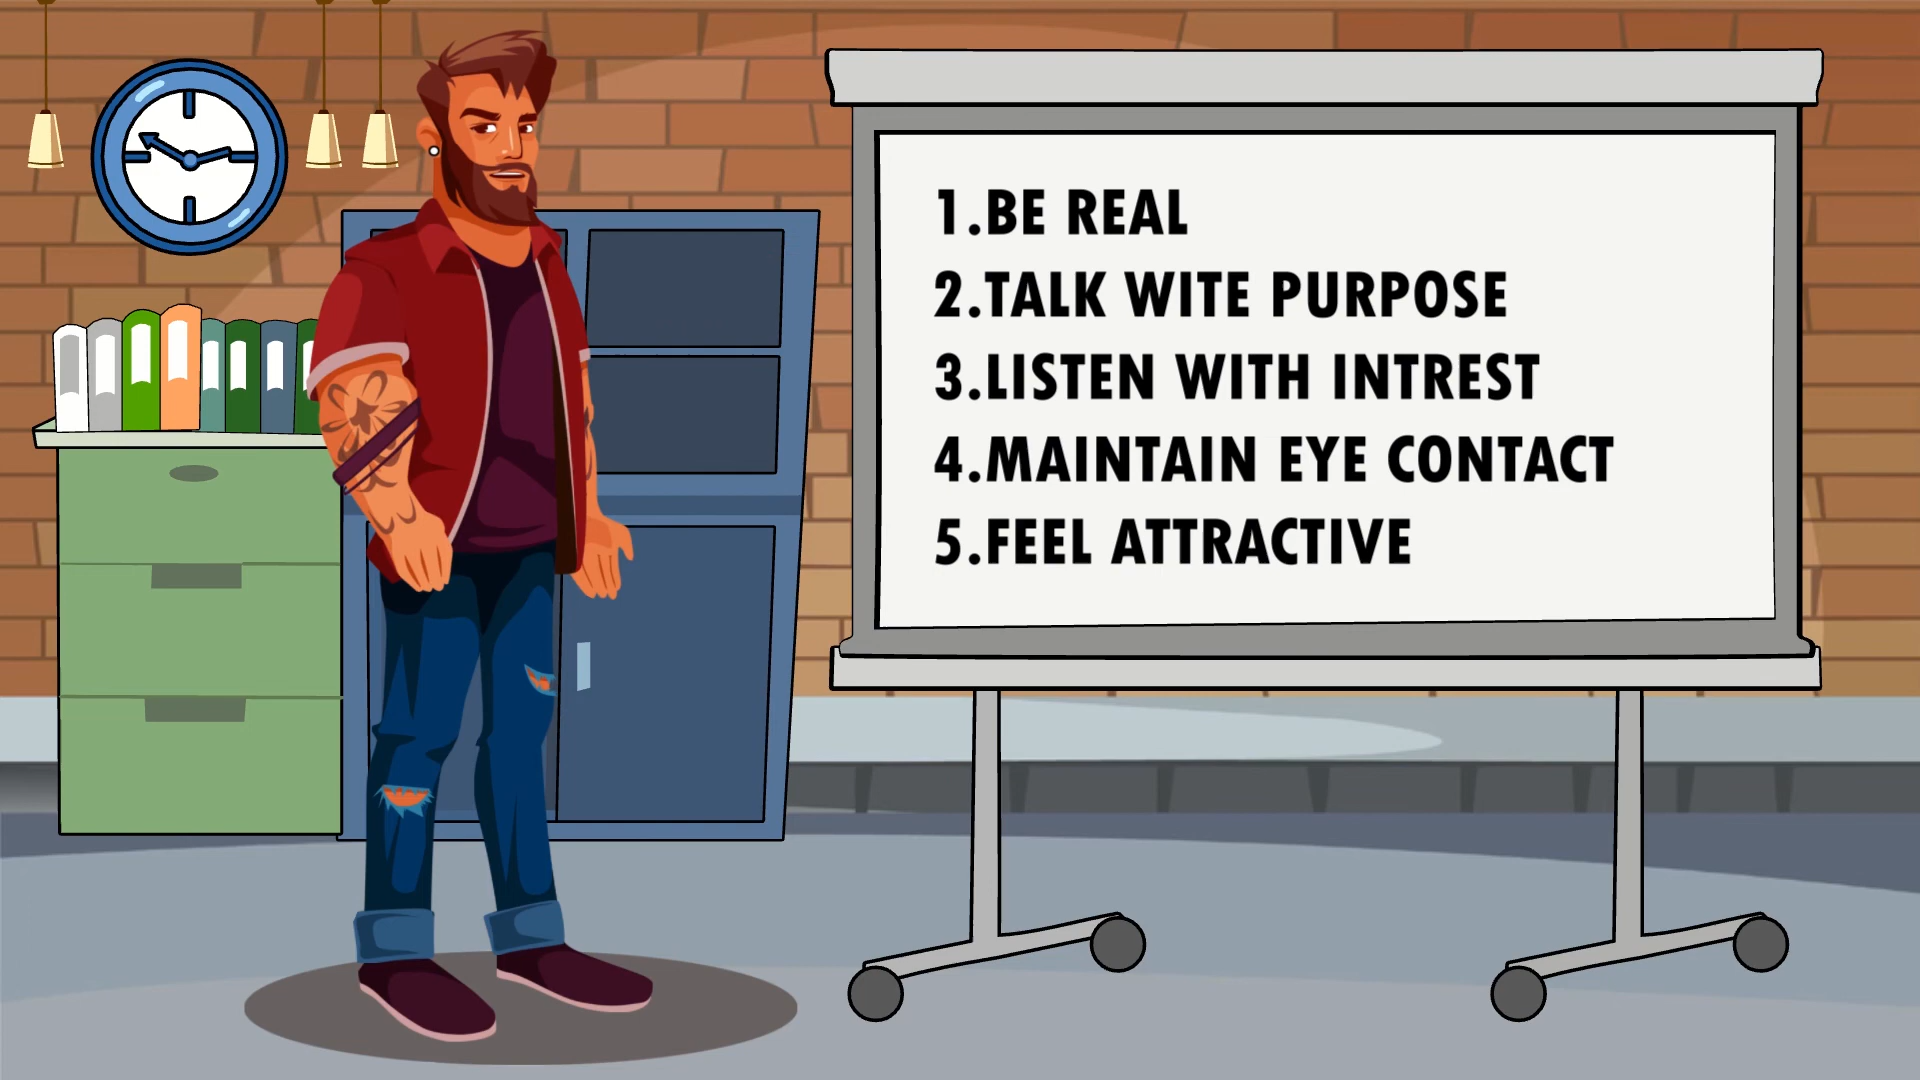 1.BE REAL
2.TALK WITE PURPOSE
3.LISTEN WITH INTREST
4.MAINTAIN EYE CONTACT
5.FEEL ATTRACTIVE